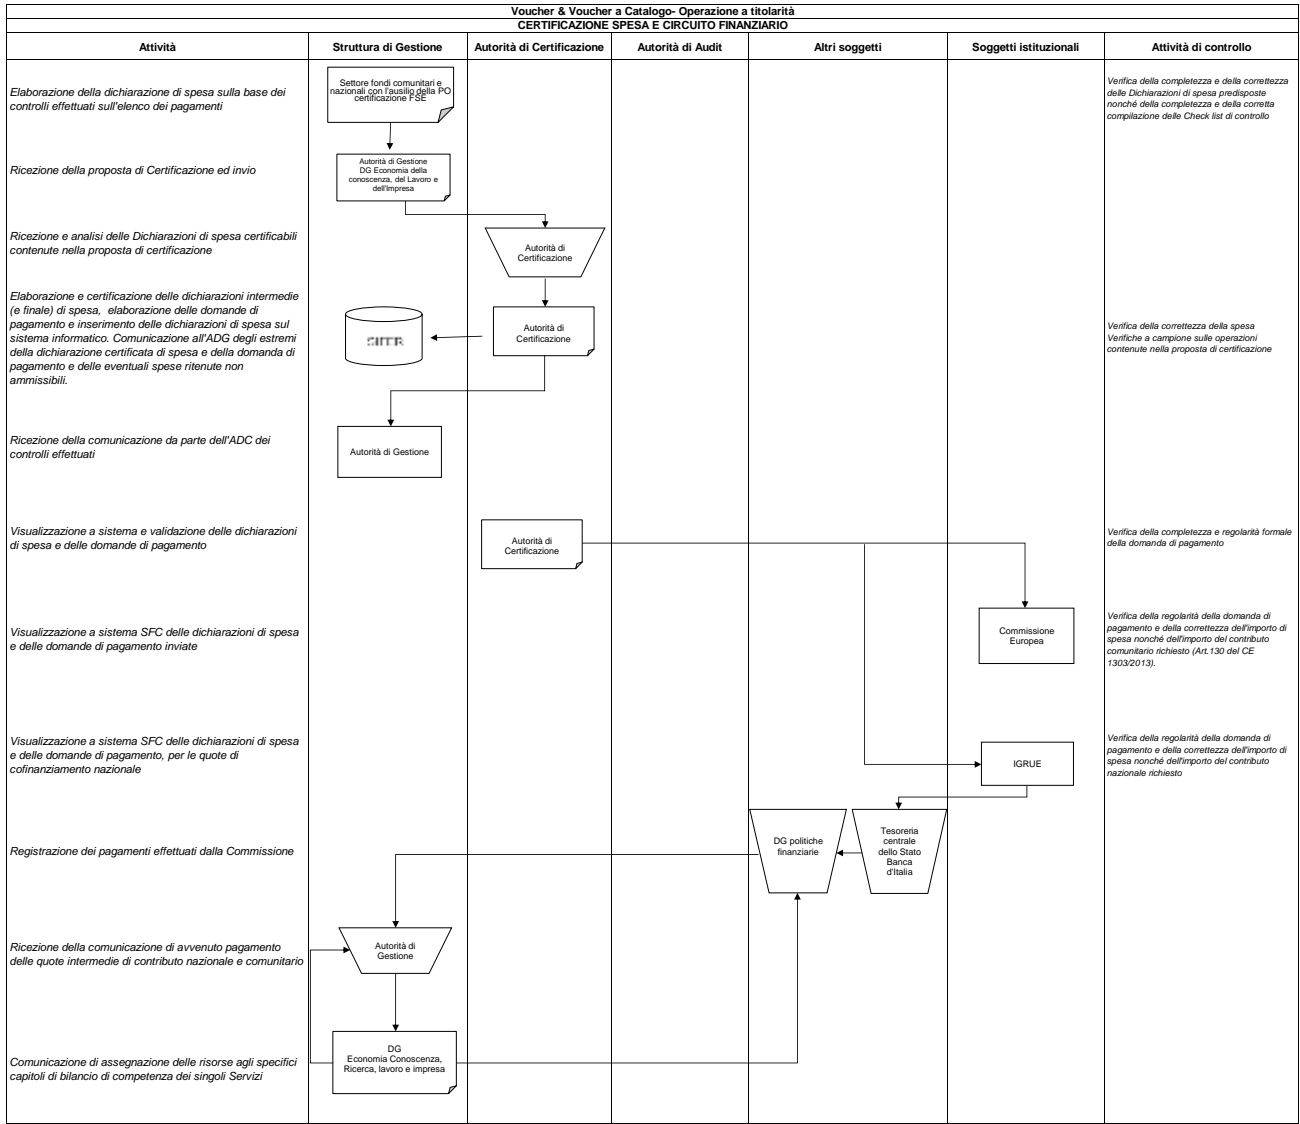 Voucher & Voucher a Catalogo- Operazione a titolarità
CERTIFICAZIONE SPESA E CIRCUITO FINANZIARIO
Attività
Struttura di Gestione
Autorità di Certificazione
Autorità di Audit
Altri soggetti
Soggetti istituzionali
Attività di controllo
Elaborazione della dichiarazione di spesa sulla base dei
controlli effettuati sull'elenco dei pagamenti
Settore fondi comunitari e
nazionali con l'ausilio della PO
certificazione FSE
Verifica della completezza e della correttezza
delle Dichiarazioni di spesa predisposte
nonché della completezza e della corretta
compilazione delle Check list di controllo
Ricezione della proposta di Certificazione ed invio
Autorità di Gestione
DG Economia della
conoscenza, del Lavoro e
dell'Impresa
Ricezione e analisi delle Dichiarazioni di spesa certificabili
contenute nella proposta di certificazione
Autorità di
Certificazione
Elaborazione e certificazione delle dichiarazioni intermedie
(e finale) di spesa, elaborazione delle domande di
pagamento e inserimento delle dichiarazioni di spesa sul
sistema informatico. Comunicazione all'ADG degli estremi
della dichiarazione certificata di spesa e della domanda di
pagamento e delle eventuali spese ritenute non
ammissibili.
Autorità di
Certificazione
Verifica della correttezza della spesa
Verifiche a campione sulle operazioni
contenute nella proposta di certificazione
Ricezione della comunicazione da parte dell'ADC dei
controlli effettuati
Autorità di Gestione
Visualizzazione a sistema e validazione delle dichiarazioni
di spesa e delle domande di pagamento
Autorità di
Certificazione
Verifica della completezza e regolarità formale
della domanda di pagamento
Visualizzazione a sistema SFC delle dichiarazioni di spesa
e delle domande di pagamento inviate
Commissione
Europea
Verifica della regolarità della domanda di
pagamento e della correttezza dell'importo di
spesa nonché dell'importo del contributo
comunitario richiesto (Art.130 del CE
1303/2013).
Visualizzazione a sistema SFC delle dichiarazioni di spesa
e delle domande di pagamento, per le quote di
cofinanziamento nazionale
IGRUE
Verifica della regolarità della domanda di
pagamento e della correttezza dell'importo di
spesa nonché dell'importo del contributo
nazionale richiesto
Registrazione dei pagamenti effettuati dalla Commissione
DG politiche
finanziarie
Tesoreria
centrale
dello Stato
Banca
d'Italia
Ricezione della comunicazione di avvenuto pagamento
delle quote intermedie di contributo nazionale e comunitario
Autorità di
Gestione
Comunicazione di assegnazione delle risorse agli specifici
capitoli di bilancio di competenza dei singoli Servizi
DG
Economia Conoscenza,
Ricerca, lavoro e impresa